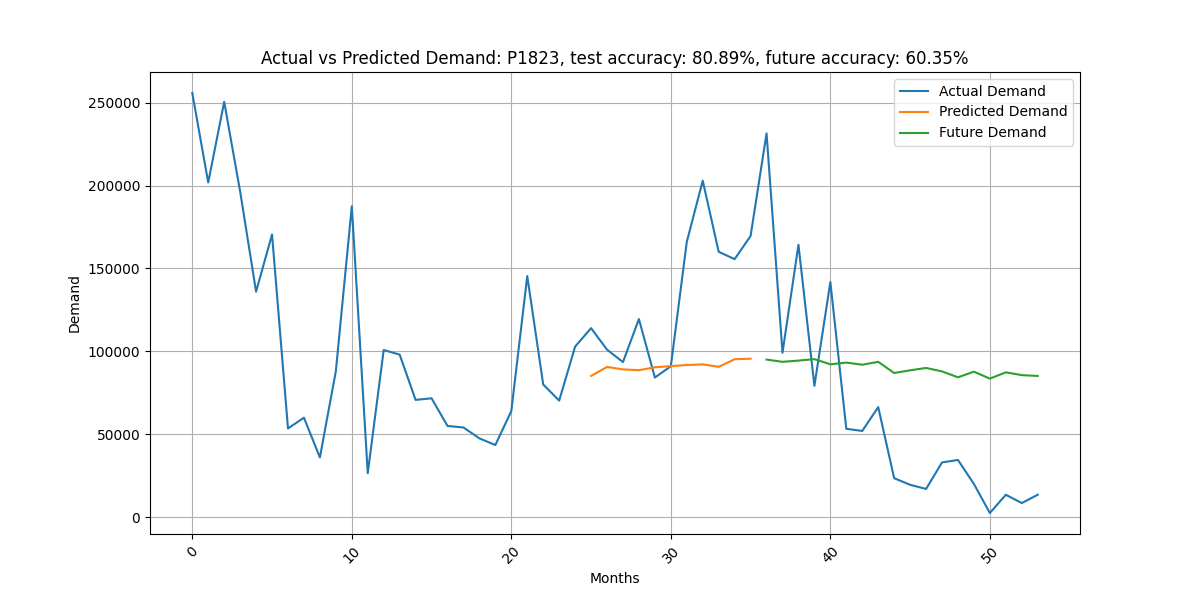 Actual vs Predicted Demand: P1823, test accuracy: 80.89%, future accuracy: 60.35%
Actual Demand
Predicted Demand
Future Demand
250000
200000
150000
100000
50000
0
Demand
0 10 20 30 40 50
Months